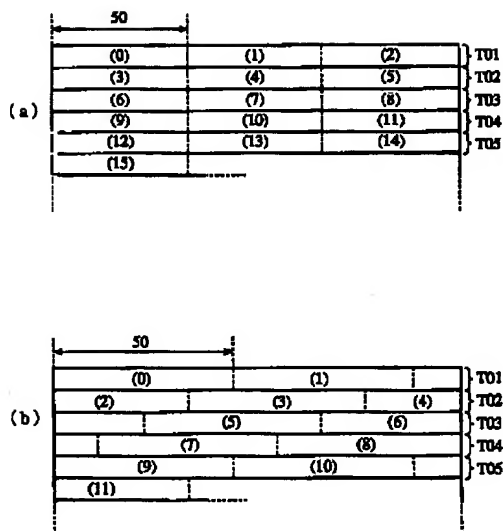 50
(0) (1) (2) T01
(3) (4) (5) T02
(a) (6) (7) (8) T03
(9) (10) (11) T04
(12) (13) (14) T05
(15)
50
(0) (1) T01
(b) (2) (3) (4) T02
(5) (6) T03
(7) (8) T04
(9) (10) T05
(11)